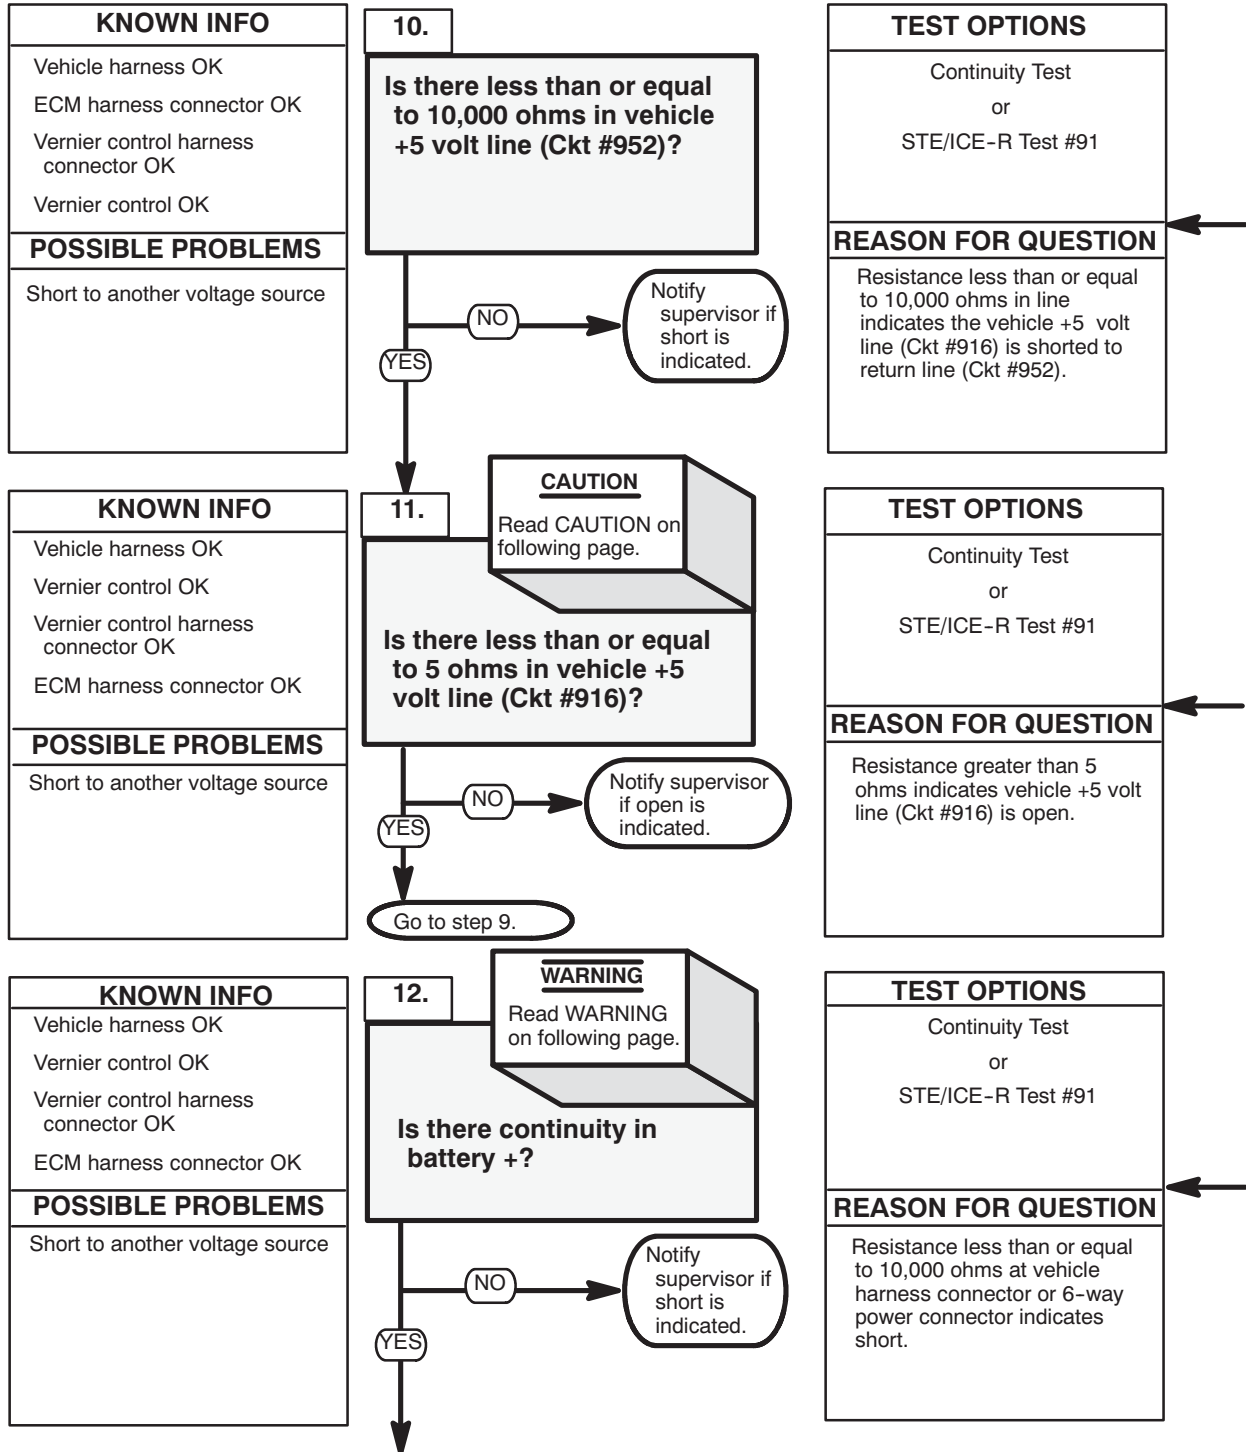 KNOWN INFO
Vehicle harness OK
ECM harness connector OK
Vernier control harness
connector OK
Vernier control OK
POSSIBLE PROBLEMS
Short to another voltage source
10.
Is there less than or equal
to 10,000 ohms in vehicle
+5 volt line (Ckt #952)?
NO
Notify
supervisor if
short is
indicated.
YES
TEST OPTIONS
Continuity Test
or
STE/ICE-R Test #91
REASON FOR QUESTION
Resistance less than or equal
to 10,000 ohms in line
indicates the vehicle +5 volt
line (Ckt #916) is shorted to
return line (Ckt #952).
KNOWN INFO
Vehicle harness OK
Vernier control OK
Vernier control harness
connector OK
ECM harness connector OK
POSSIBLE PROBLEMS
Short to another voltage source
11.
CAUTION
Read CAUTION on
following page.
Is there less than or equal
to 5 ohms in vehicle +5
volt line (Ckt #916)?
NO
Notify supervisor
if open is
indicated.
YES
Go to step 9.
TEST OPTIONS
Continuity Test
or
STE/ICE-R Test #91
REASON FOR QUESTION
Resistance greater than 5
ohms indicates vehicle +5 volt
line (Ckt #916) is open.
KNOWN INFO
Vehicle harness OK
Vernier control OK
Vernier control harness
connector OK
ECM harness connector OK
POSSIBLE PROBLEMS
Short to another voltage source
12.
WARNING
Read WARNING
on following page.
Is there continuity in
battery +?
NO
Notify
supervisor if
short is
indicated.
YES
TEST OPTIONS
Continuity Test
or
STE/ICE-R Test #91
REASON FOR QUESTION
Resistance less than or equal
to 10,000 ohms at vehicle
harness connector or 6-way
power connector indicates
short.